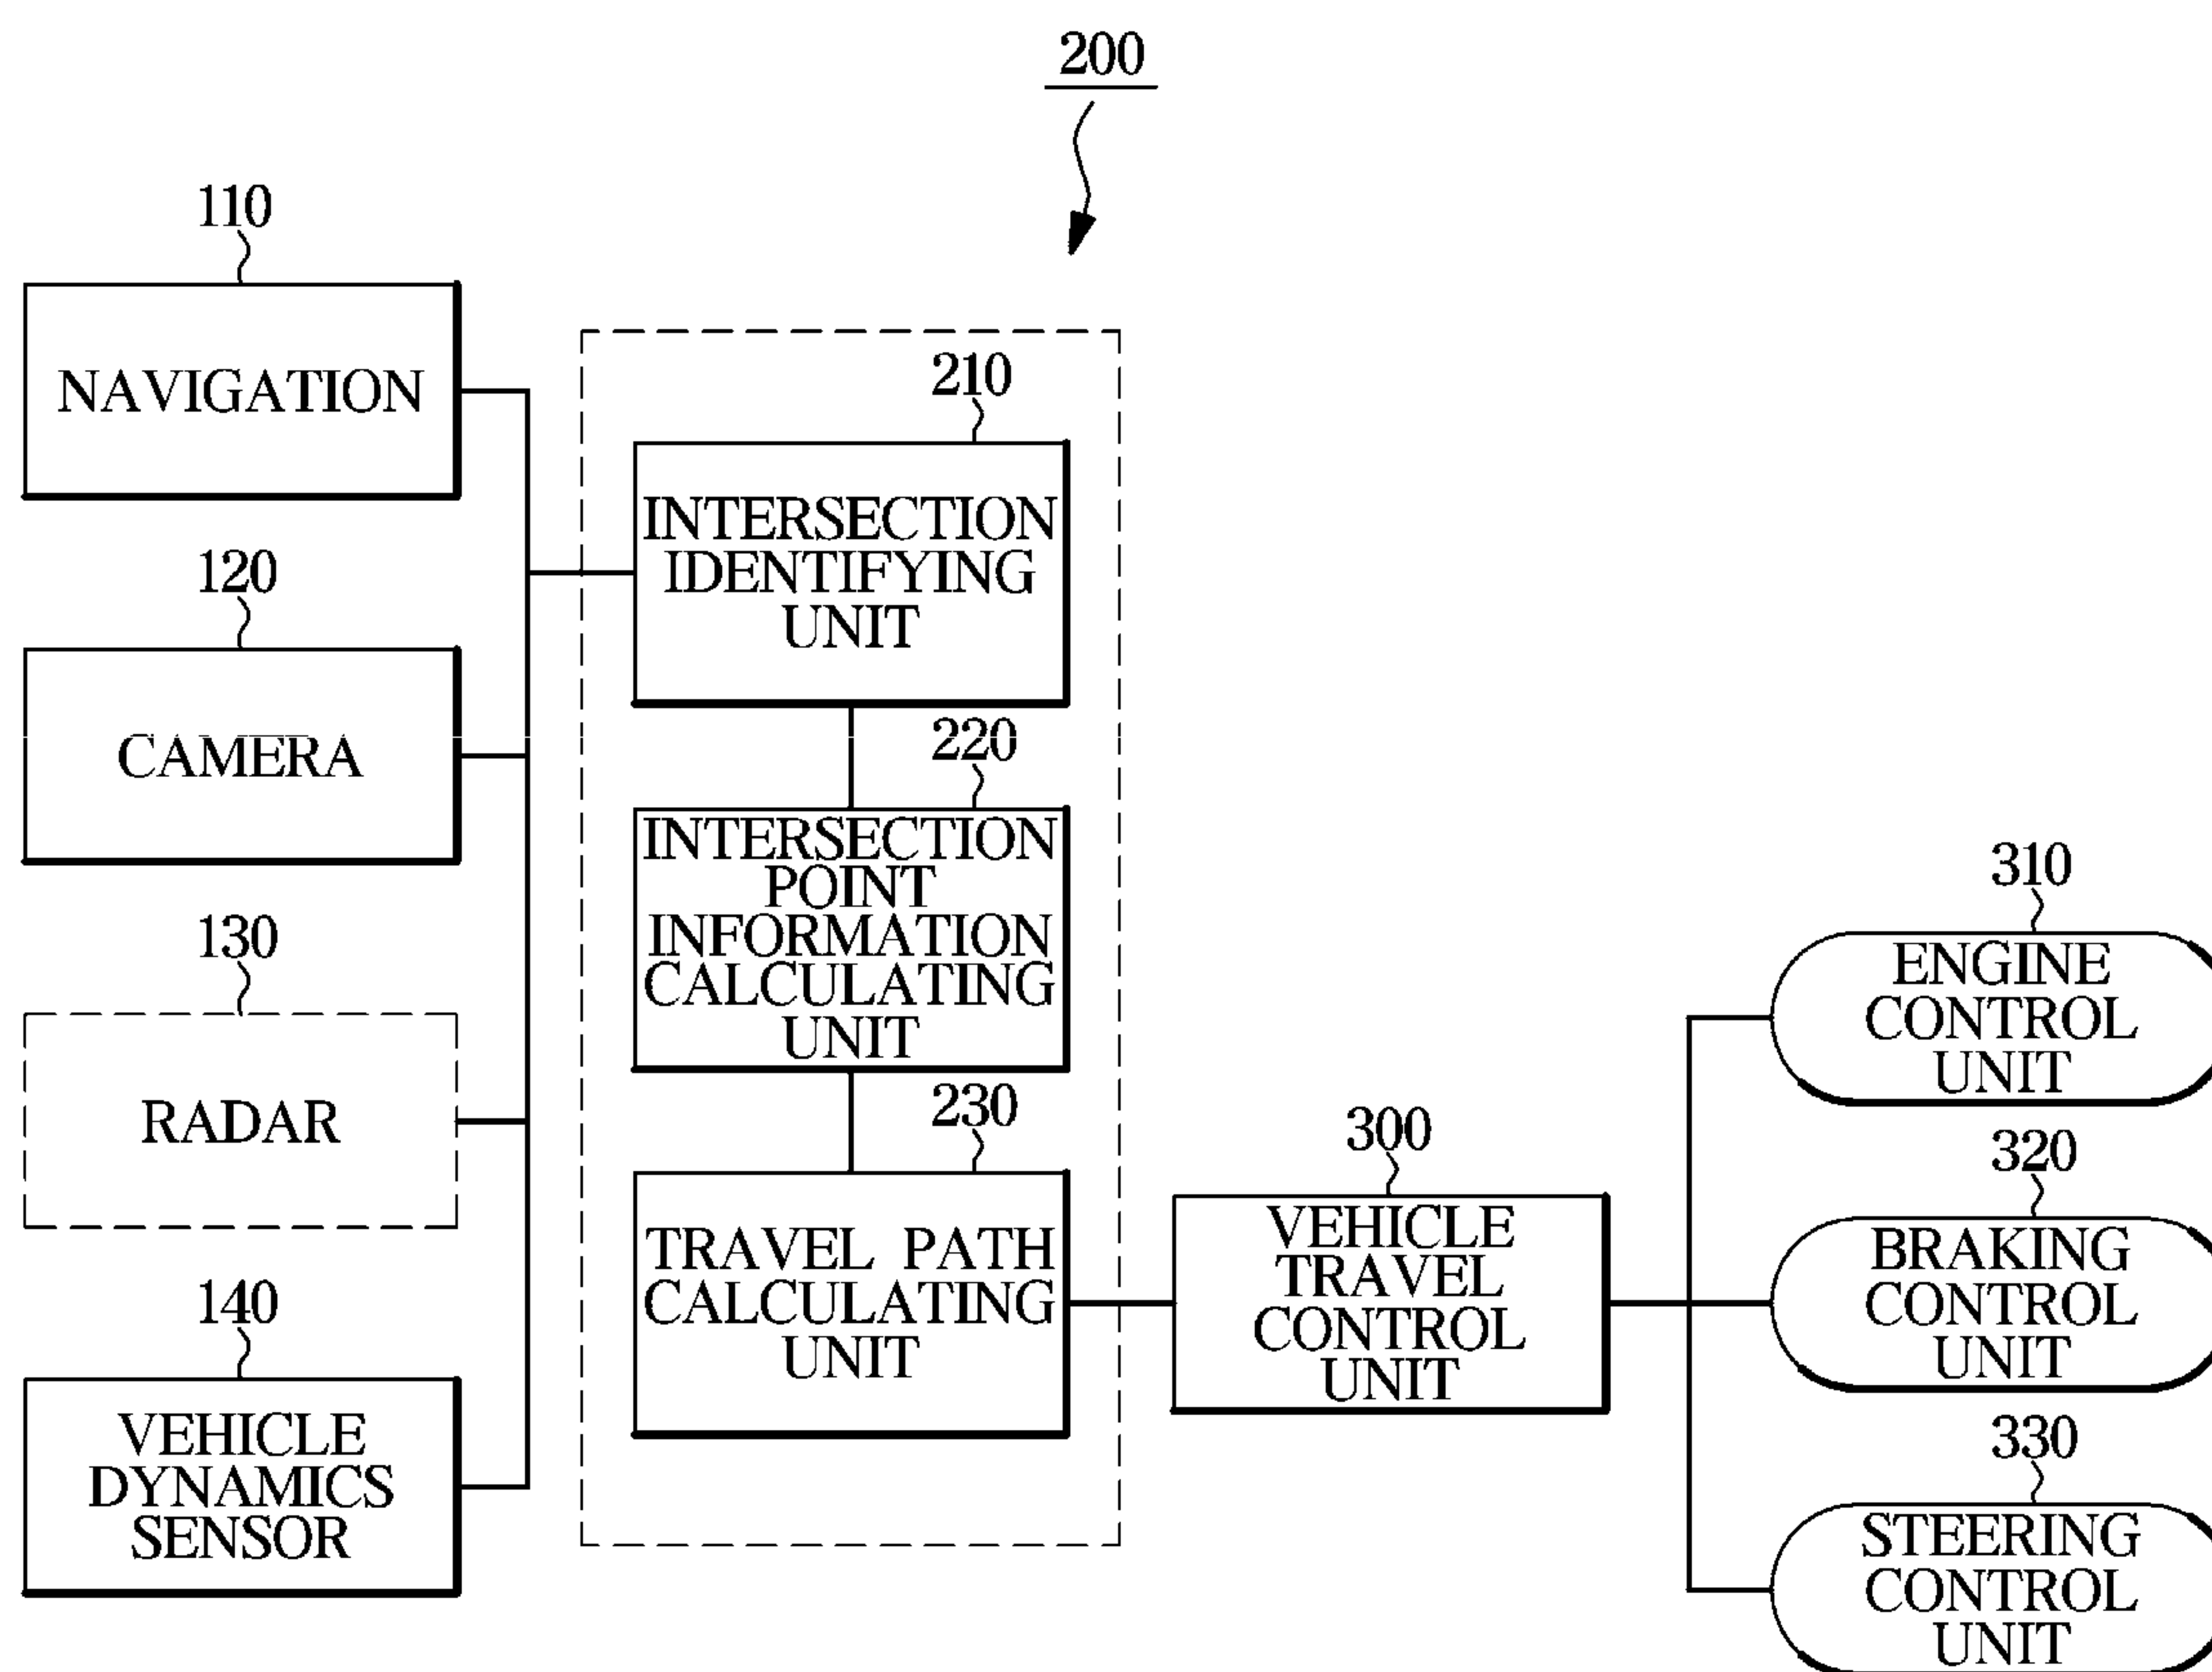 200
110
NAVIGATION
120
CAMERA
130
RADAR
140
VEHICLE
DYNAMICS
SENSOR
210
INTERSECTION
IDENTIFYING
UNIT
220
INTERSECTION
POINT
INFORMATION
CALCULATING
UNIT
230
TRAVEL PATH
CALCULATING
UNIT
300
VEHICLE
TRAVEL
CONTROL
UNIT
310
ENGINE
CONTROL
UNIT
320
BRAKING
CONTROL
UNIT
330
STEERING
CONTROL
UNIT